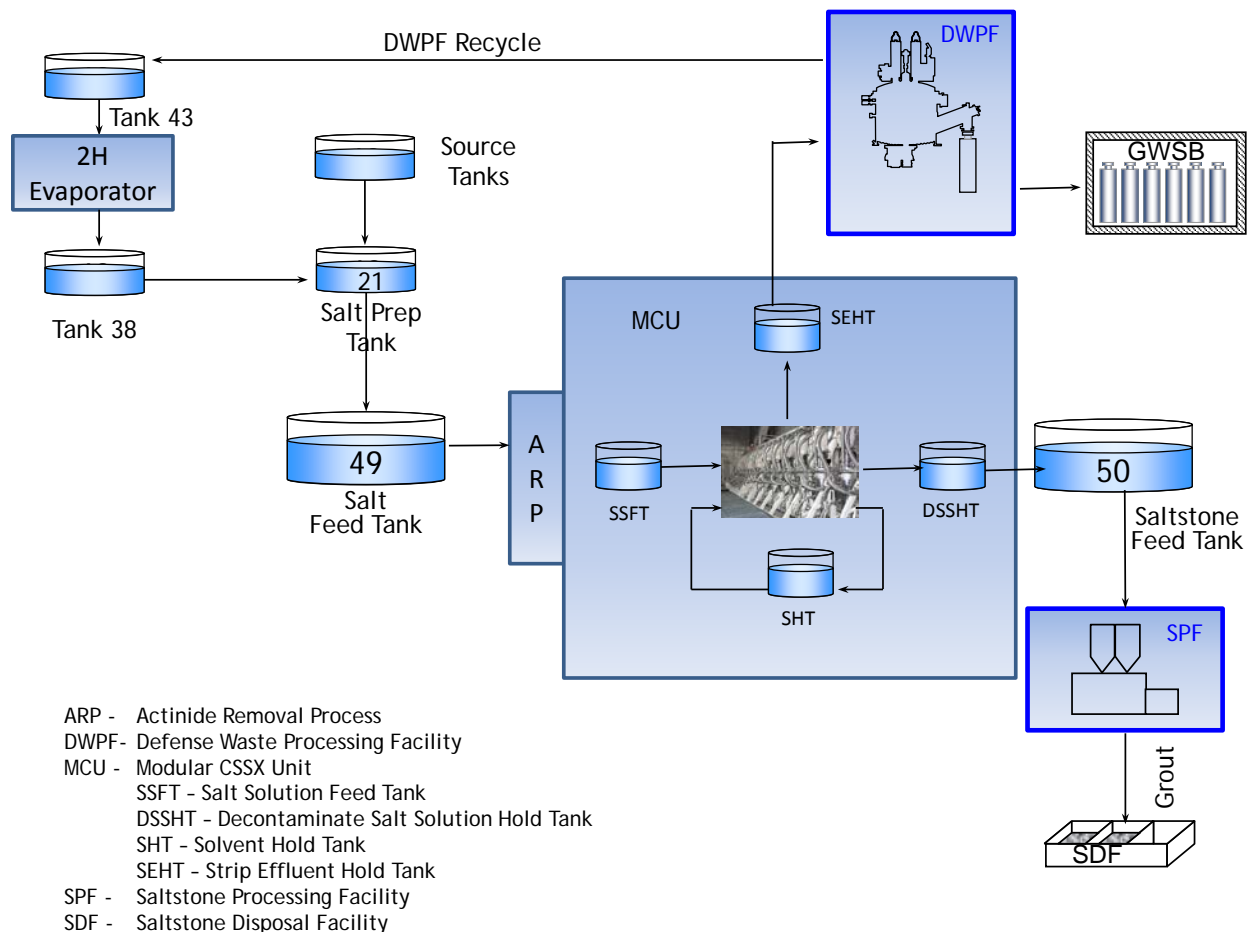 DWPF Recycle
DWPF
Tank 43
2H
Evaporator
Source
Tanks
GWSB
21
Salt Prep
Tank
Tank 38
MCU
SEHT
A
R
P
49
Salt
Feed Tank
SSFT
DSSHT
50
Saltstone
Feed Tank
SHT
SPF
Grout
SDF
ARP - Actinide Removal Process
DWPF- Defense Waste Processing Facility
MCU - Modular CSSX Unit
SSFT – Salt Solution Feed Tank
DSSHT – Decontaminate Salt Solution Hold Tank
SHT – Solvent Hold Tank
SEHT – Strip Effluent Hold Tank
SPF - Saltstone Processing Facility
SDF - Saltstone Disposal Facility